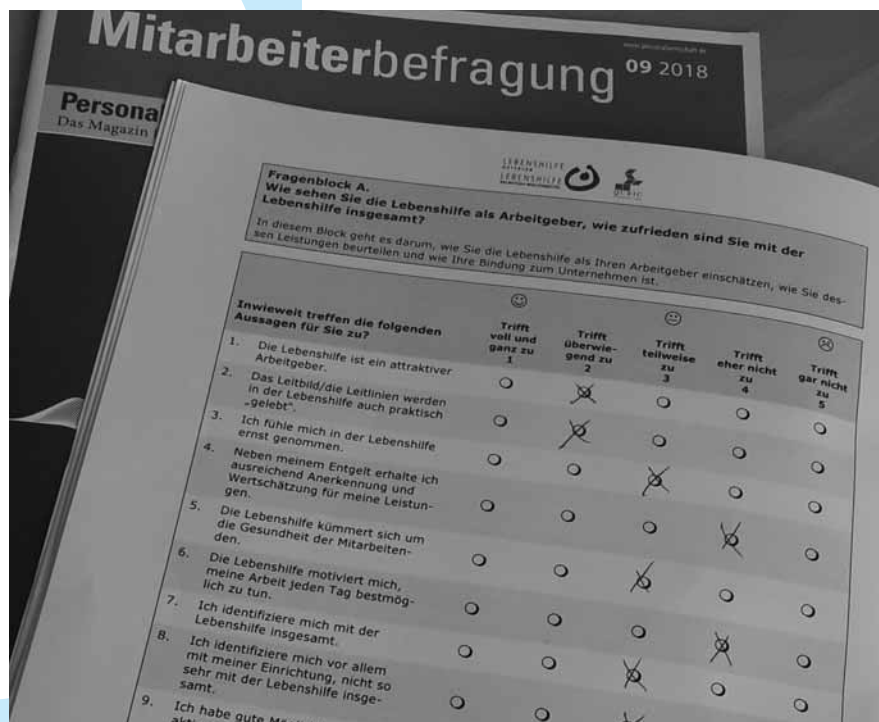 Mitarbeiterbefragung
09 2018
Persona
Das Magazin
LEBENSHILFE
LEBENSHILFE
Fragenblock A.
Wie sehen Sie die Lebenshilfe als Arbeitgeber, wie zufrieden sind Sie mit der
Lebenshilfe insgesamt?
In diesem Block geht es darum, wie Sie die Lebenshilfe als Ihren Arbeitgeber einschätzen, wie Sie des-
sen Leistungen beurteilen und wie Ihre Bindung zum Unternehmen ist.
Inwieweit treffen die folgenden
Aussagen für Sie zu?
Trifft
voll und
ganz zu
1
Trifft
überwie-
gend zu
2
Trifft
teilweise
zu
3
Trifft
eher nicht
zu
4
Trifft
gar nicht
zu
5
1. Die Lebenshilfe ist ein attraktiver
Arbeitgeber.
2. Das Leitbild/die Leitlinien werden
in der Lebenshilfe auch praktisch
„gelebt“.
3. Ich fühle mich in der Lebenshilfe
ernst genommen.
4. Neben meinem Entgelt erhalte ich
ausreichend Anerkennung und
Wertschätzung für meine Leistun-
gen.
5. Die Lebenshilfe kümmert sich um
die Gesundheit der Mitarbeiten-
den.
6. Die Lebenshilfe motiviert mich,
meine Arbeit jeden Tag bestmög-
lich zu tun.
7. Ich identifiziere mich mit der
Lebenshilfe insgesamt.
8. Ich identifiziere mich vor allem
mit meiner Einrichtung, nicht so
sehr mit der Lebenshilfe insge-
samt.
9. Ich habe gute